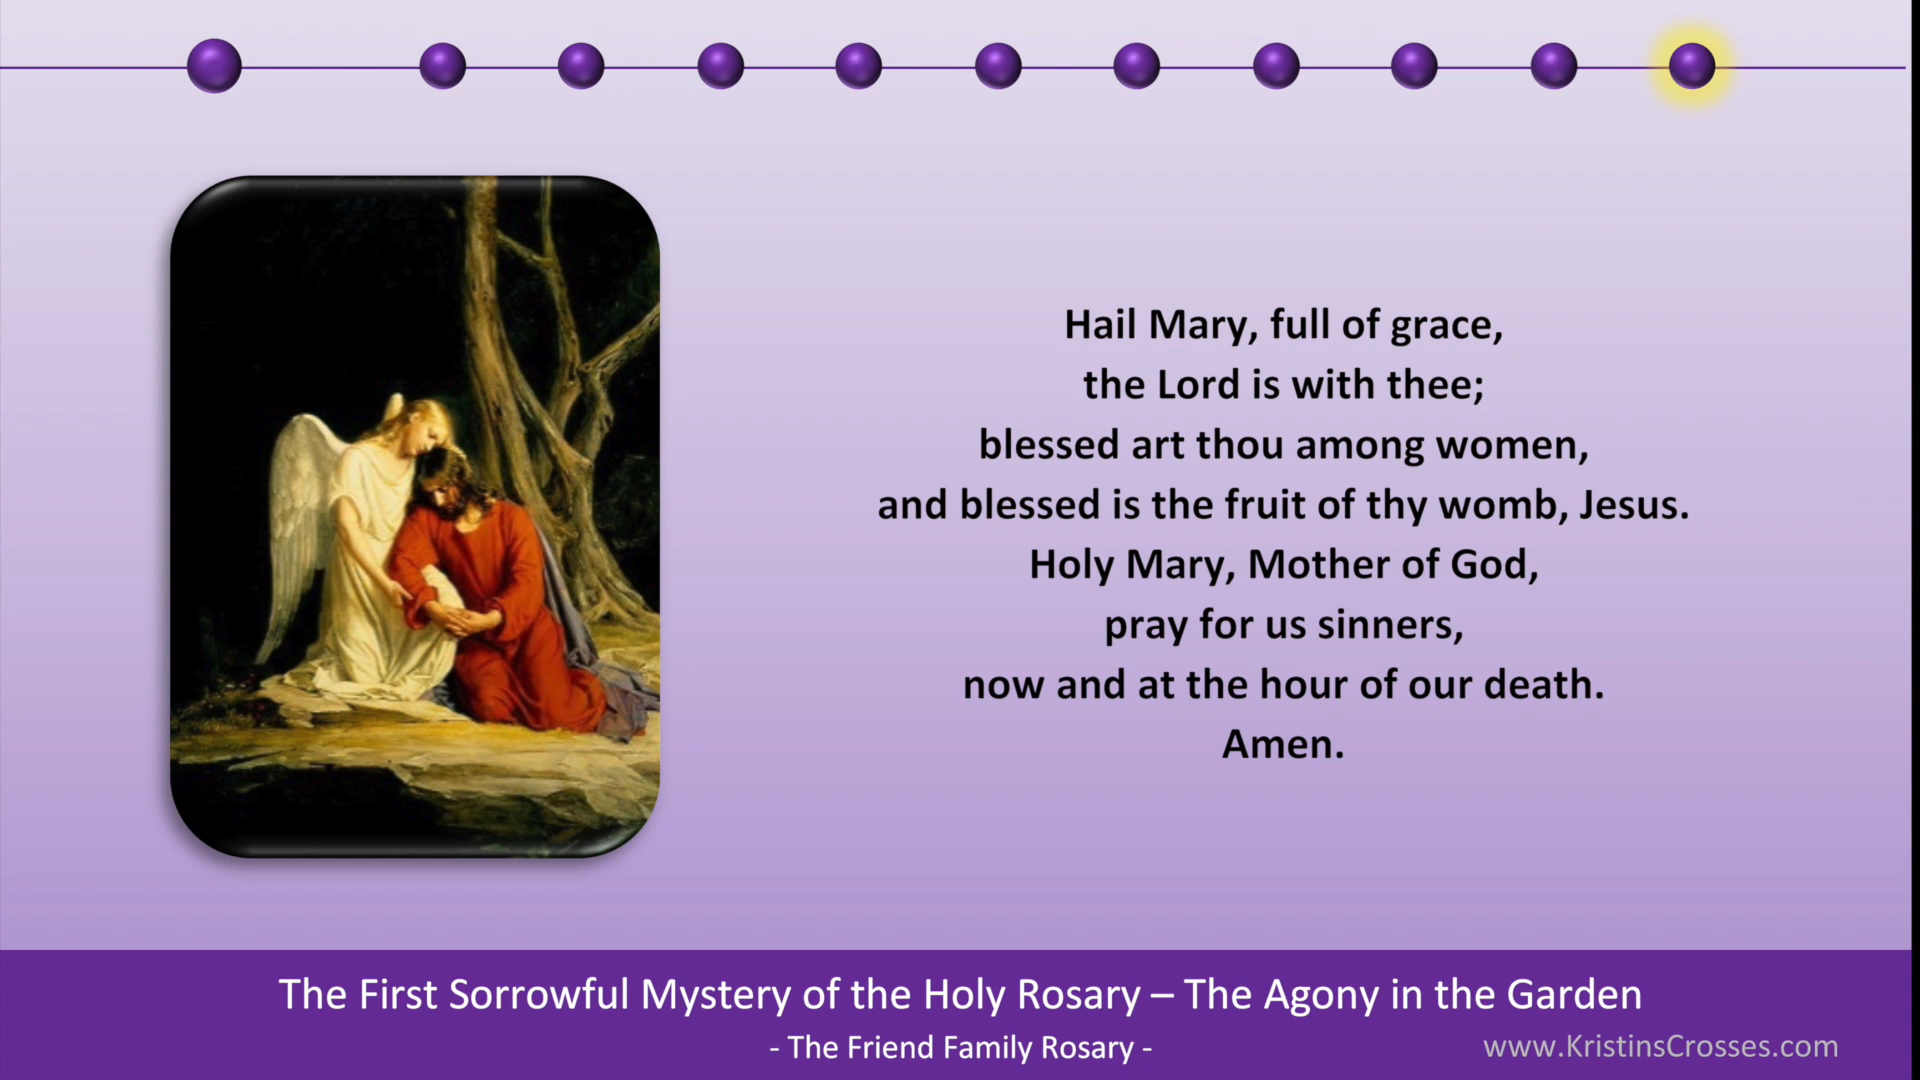 Hail Mary, full of grace,
the Lord is with thee;
blessed art thou among women,
and blessed is the fruit of thy womb, Jesus.
Holy Mary, Mother of God,
pray for us sinners,
now and at the hour of our death.
Amen.
The First Sorrowful Mystery of the Holy Rosary – The Agony in the Garden
- The Friend Family Rosary -
www.KristinsCrosses.com